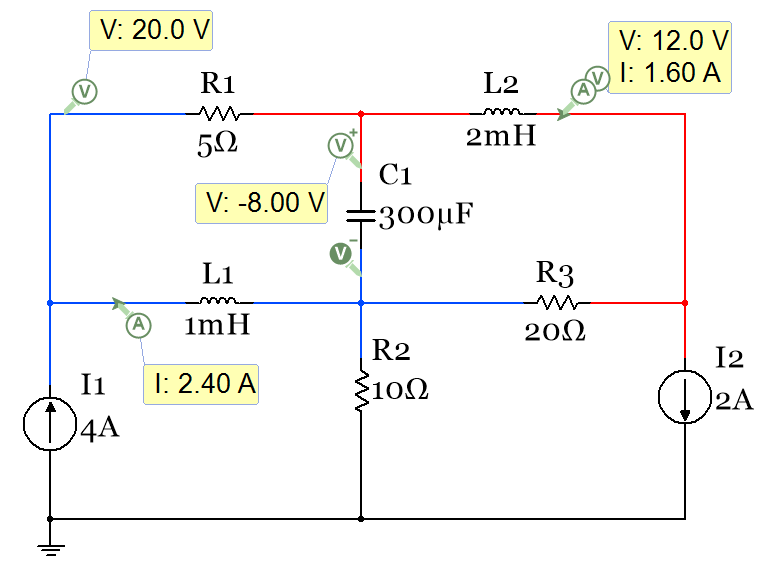 V: 20.0 V
V: 12.0 V
I: 1.60 A
V
V
A
R1
5Ω
L2
2mH
V
+
C1
300µF
V: -8.00 V
V
−
L1
1mH
R3
20Ω
A
I: 2.40 A
R2
10Ω
I1
4A
I2
2A